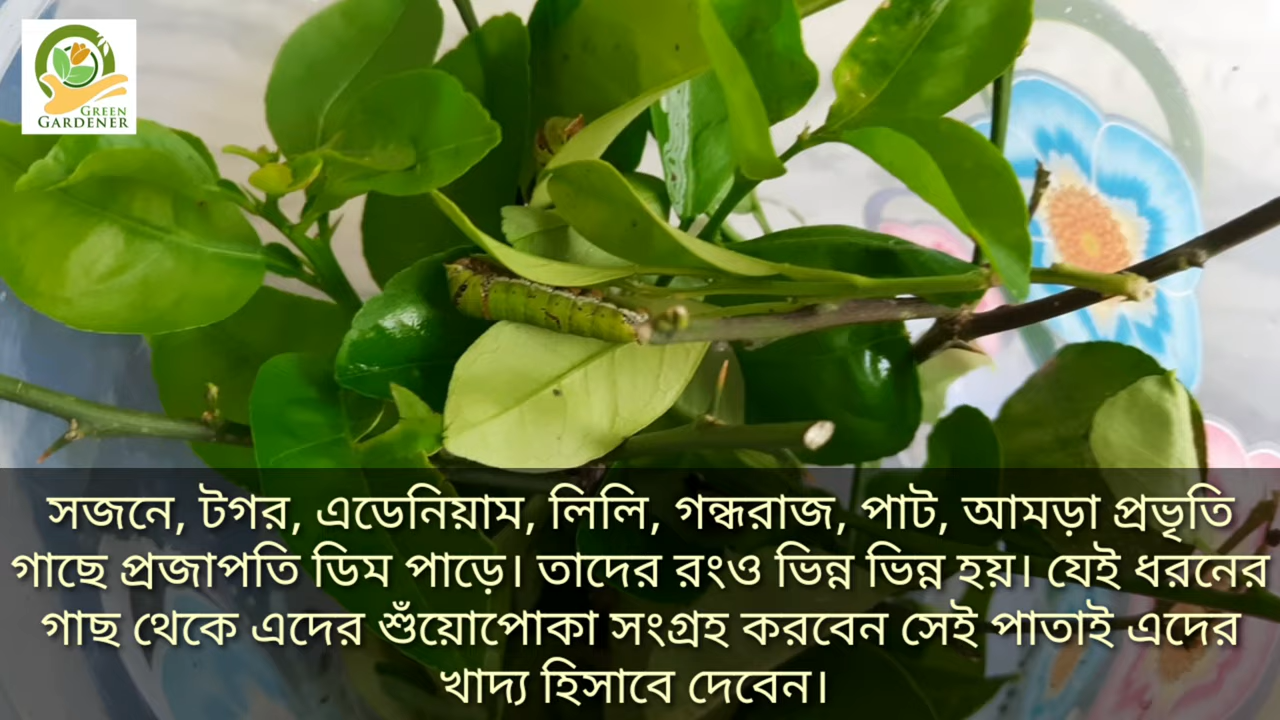 GREEN
GARDENER
সজনে, টগর, এডেনিয়াম, লিলি, গন্ধরাজ, পাট, আমড়া প্রভৃতি
গাছে প্রজাপতি ডিম পাড়ে। তাদের রংও ভিন্ন ভিন্ন হয়। যেই ধরনের
গাছ থেকে এদের শুঁয়োপোকা সংগ্রহ করবেন সেই পাতাই এদের
খাদ্য হিসাবে দেবেন।